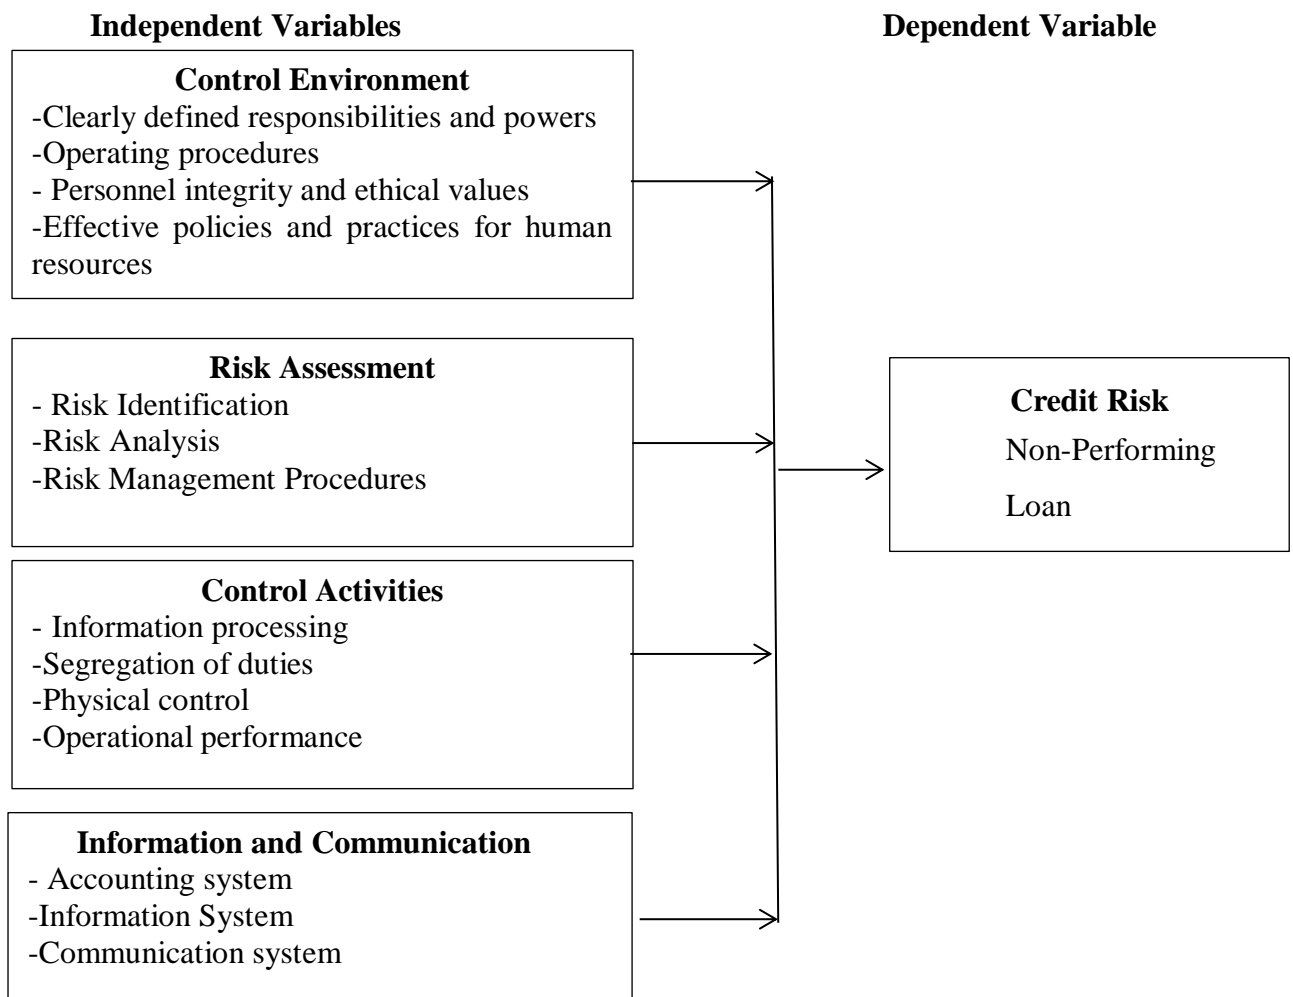 Independent Variables
Dependent Variable
Control Environment
-Clearly defined responsibilities and powers
-Operating procedures
- Personnel integrity and ethical values
-Effective policies and practices for human
resources
Risk Assessment
- Risk Identification
-Risk Analysis
-Risk Management Procedures
Credit Risk
Non-Performing
Loan
Control Activities
- Information processing
-Segregation of duties
-Physical control
-Operational performance
Information and Communication
- Accounting system
-Information System
-Communication system